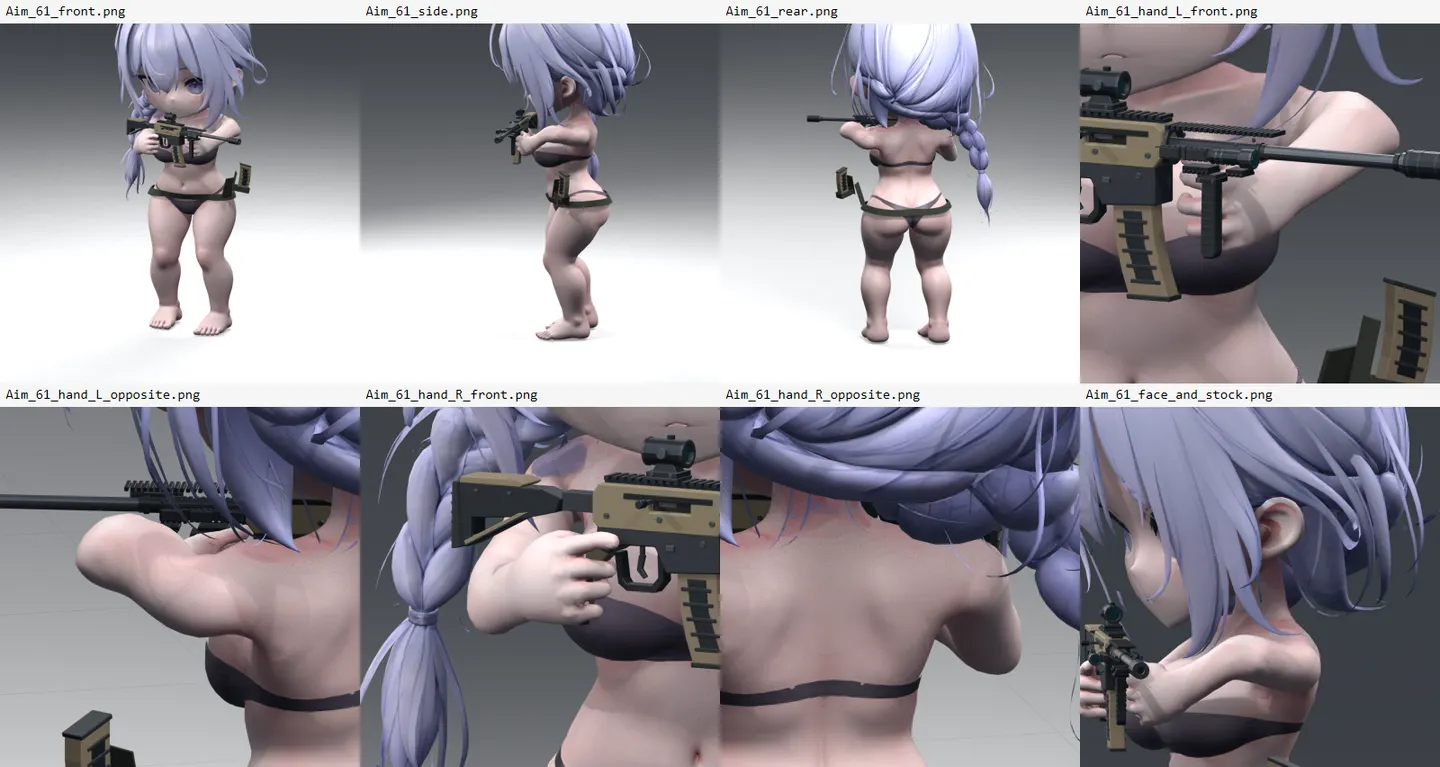 Aim_61_front.png
Aim_61_side.png
Aim_61_rear.png
Aim_61_hand_L_front.png
Aim_61_hand_L_opposite.png
Aim_61_hand_R_front.png
Aim_61_hand_R_opposite.png
Aim_61_face_and_stock.png